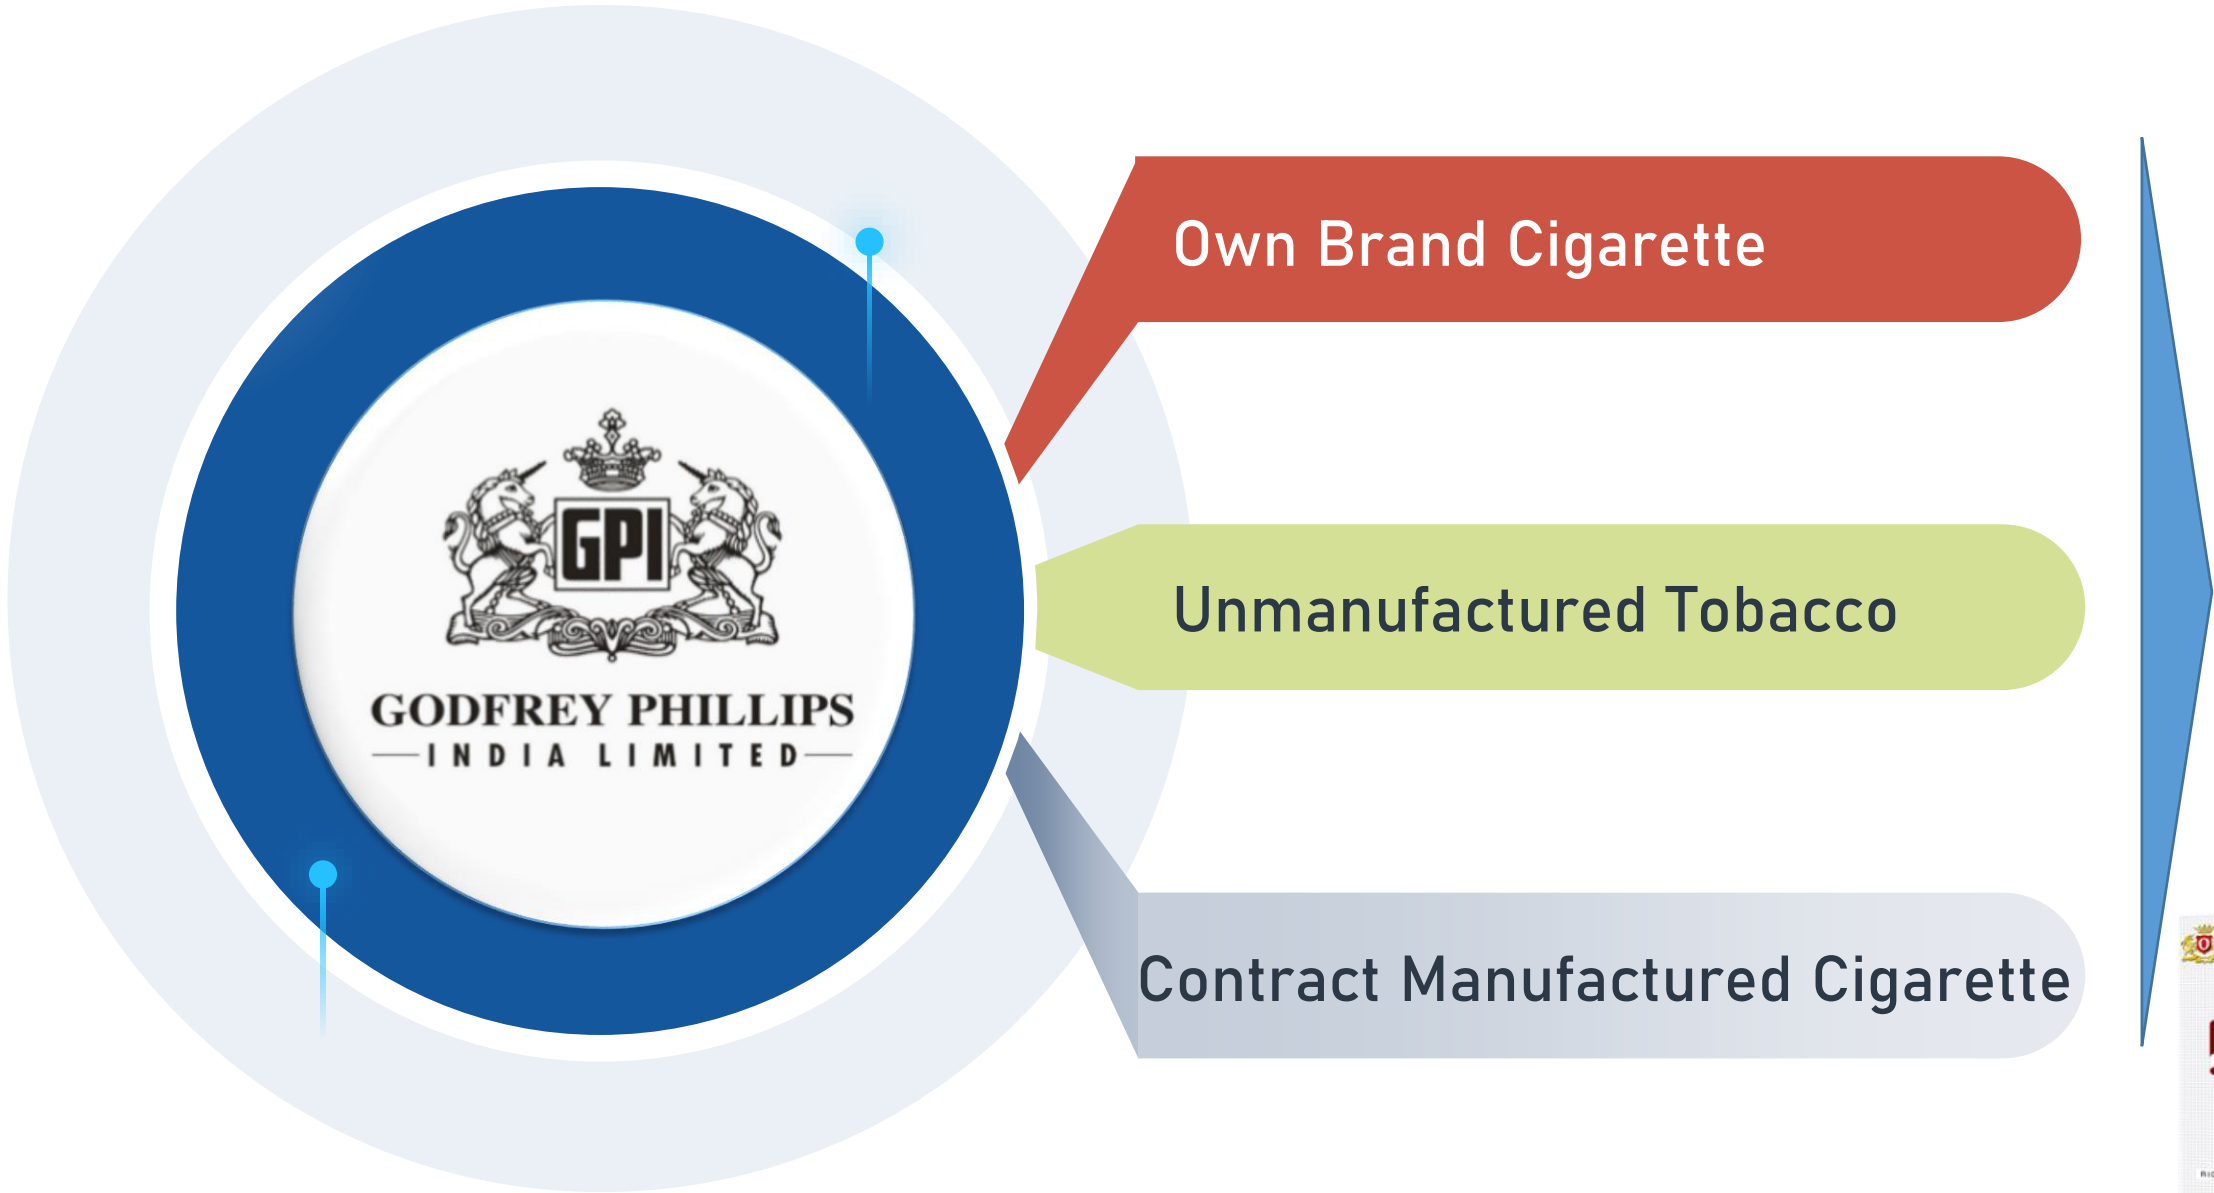 Own Brand Cigarette
GPI
Unmanufactured Tobacco
GODFREY PHILLIPS
INDIA LIMITED
Contract Manufactured Cigarette